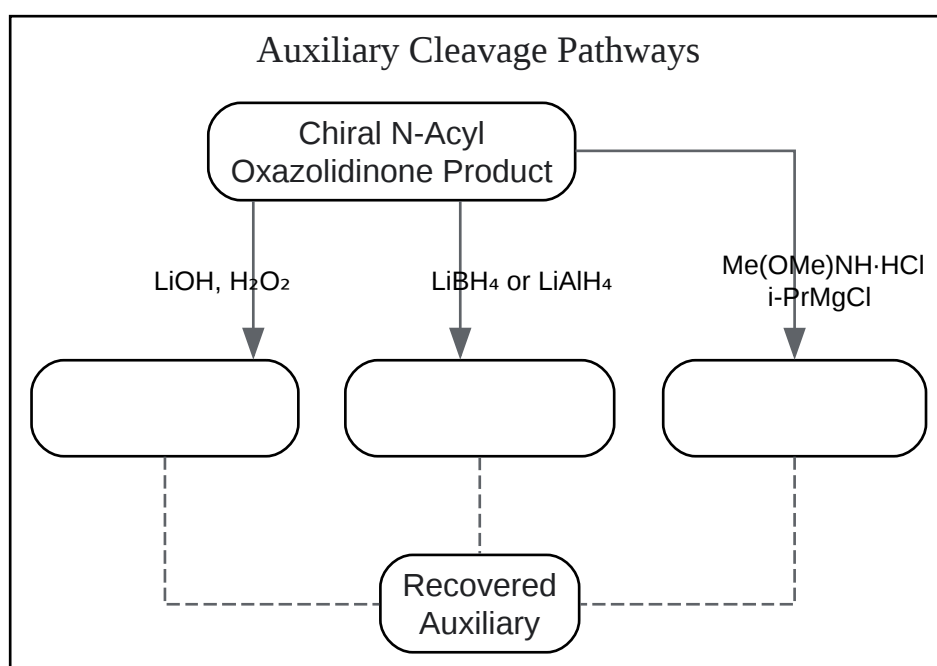 Auxiliary Cleavage Pathways
Chiral N-Acyl
Oxazolidinone Product
LiOH, H₂O₂
LiBH₄ or LiAlH₄
Me(OMe)NH·HCl
i-PrMgCl
Recovered
Auxiliary